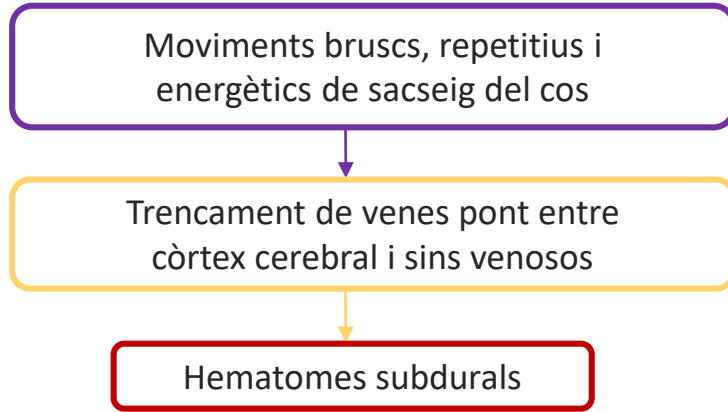 Moviments bruscs, repetitius i
energètics de sacseig del cos
Trencament de venes pont entre
còrtex cerebral i sins venosos
Hematomes subdurals